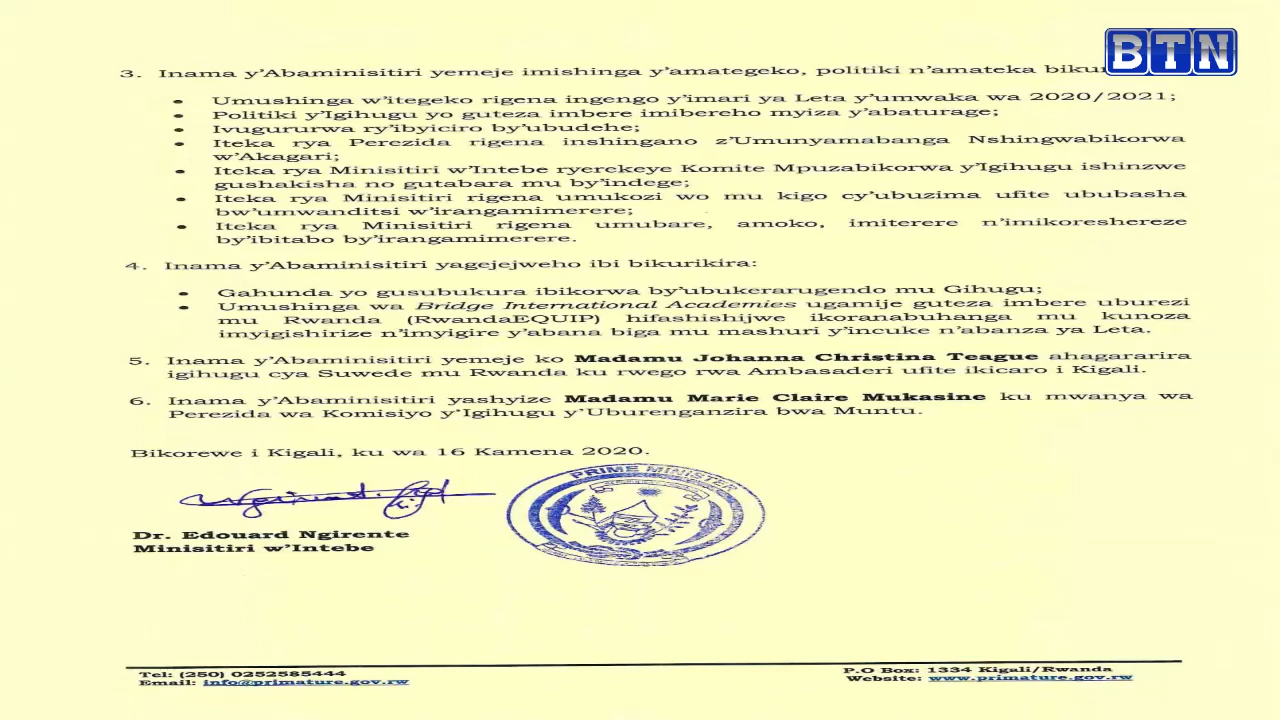 BTN
3. Inama y'Abaminisitiri yemeje imishinga y'amategeko, politiki n'amateka
• Umushinga w'itegeko rigena ingengo y'imari ya Leta y'umwaka wa 2020/2021;
• Politiki y'Igihugu yo guteza imbere imibereho myiza y'abaturage;
• Ivugururwa ry'ibyiciro by'ubudehe;
• Iteka rya Perezida rigena inshingano z'Umunyamabanga Nshingwabikorwa
w'Akagari;
• Iteka rya Minisitiri w'Intebe ryerekeye Komite Mpuzabikorwa y'Igihugu ishinzwe
gushakisha no gutabara mu by'indege;
• Iteka rya Minisitiri rigena umukozi wo mu kigo cy'ubuzima ufite ububasha
bw'umwanditsi w'irangamimerere;
• Iteka rya Minisitiri rigena umubare, amoko, imiterere n'imikoreshereze
by'ibitabo by'irangamimerere.
4. Inama y'Abaminisitiri yagejejweho ibi bikurikira:
• Gahunda yo gusubukura ibikorwa by'ubukerarugendo mu Gihugu;
• Umushinga wa Bridge International Academies ugamije guteza imbere uburezi
mu Rwanda (RwandaEQUIP) hifashishijwe ikoranabuhanga mu kunoza
imyigishirize n'imyigire y'abana biga mu mashuri y'incuke n'abanza ya Leta.
5. Inama y'Abaminisitiri yemeje ko Madamu Johanna Christina Teague ahagararira
igihugu cya Suwede mu Rwanda ku rwego rwa Ambasaderi ufite ikicaro i Kigali.
6. Inama y'Abaminisitiri yashyize Madamu Marie Claire Mukasine ku mwanya wa
Perezida wa Komisiyo y'Igihugu y'Uburenganzira bwa Muntu.
Bikorewe i Kigali, ku wa 16 Kamena 2020.
PRIME MINISTER
Dr. Edouard Ngirente
Minisitiri w'Intebe
Tel: (250) 0252585444
Email: info@primature.gov.rw
P.O Box: 1334 Kigali/Rwanda
Website: www.primature.gov.rw